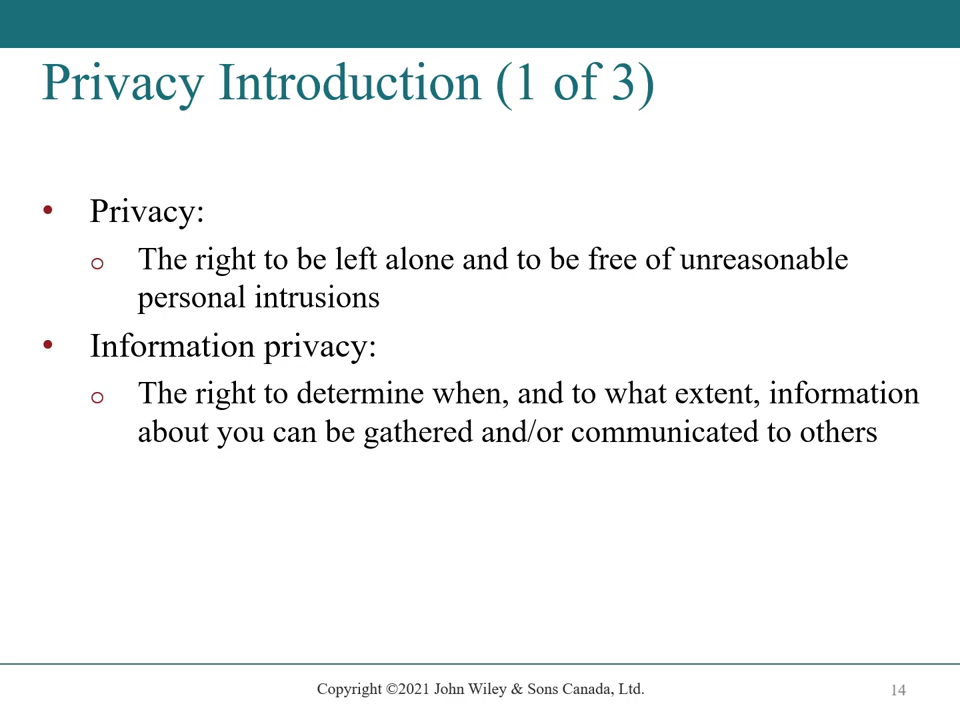 Privacy Introduction (1 of 3)
• Privacy:
o The right to be left alone and to be free of unreasonable
personal intrusions
• Information privacy:
o The right to determine when, and to what extent, information
about you can be gathered and/or communicated to others
Copyright ©2021 John Wiley & Sons Canada, Ltd.
14